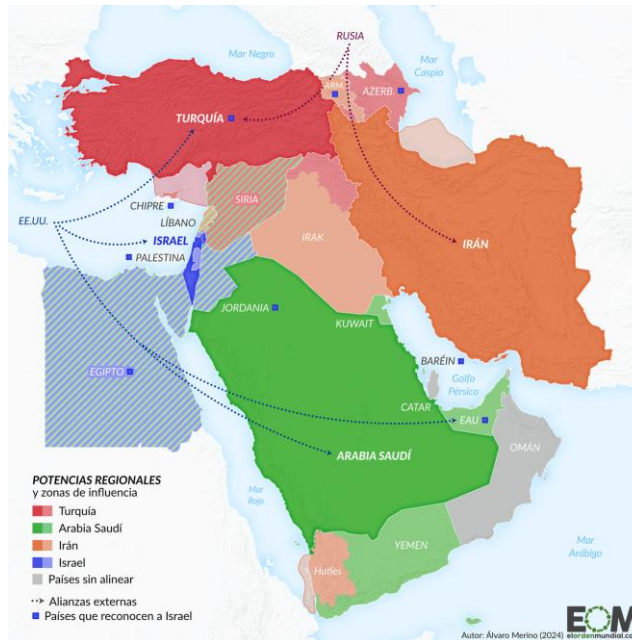 RUSIA
Mar Negro
Mar
Caspio
ARM
AZERB
TURQUÍA
CHIPRE
SIRIA
LÍBANO
EE.UU.
ISRAEL
PALESTINA
IRAK
IRÁN
JORDANIA
KUWAIT
EGIPTO
BARÉIN
Golfo
Pérsico
CATAR
EAU
OMÁN
ARABIA SAUDÍ
POTENCIAS REGIONALES
y zonas de influencia
Turquía
Arabia Saudí
Irán
Israel
Países sin alinear
Alianzas externas
Países que reconocen a Israel
Mar
Rojo
YEMEN
Hutíes
Mar
Arábigo
EOM
elordenmundial.co
Autor: Álvaro Merino (2024)